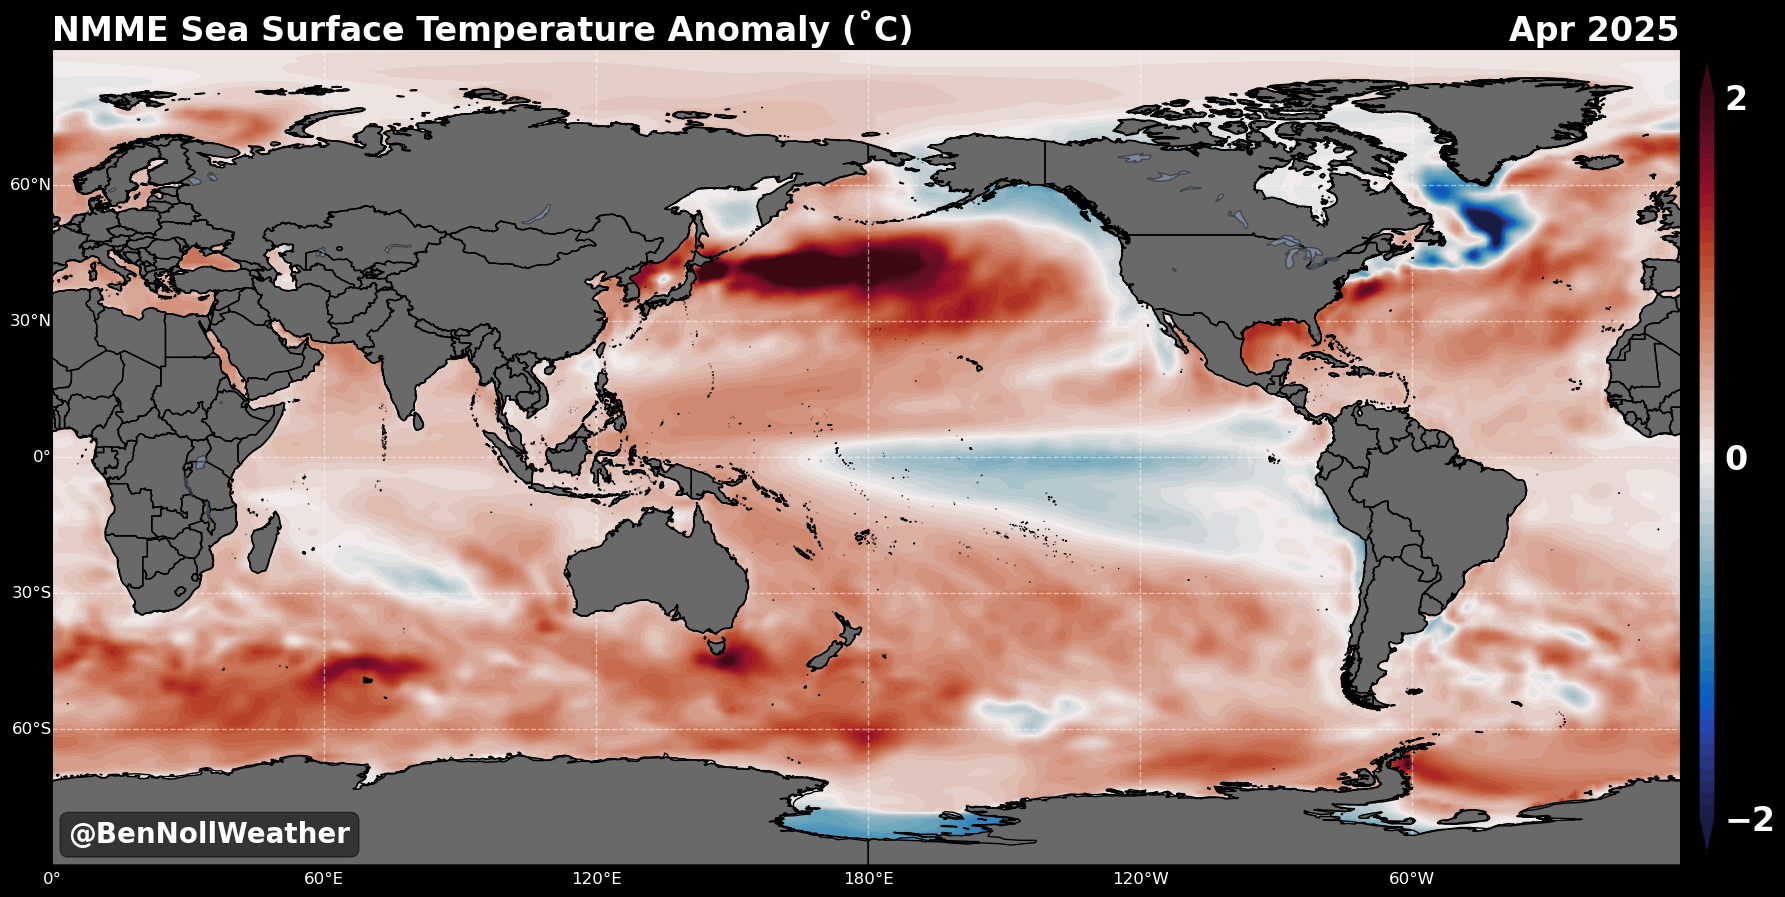 NMME Sea Surface Temperature Anomaly (˚C)
Apr 2025
2
60°N
30°N
0°
0
30°S
60°S
−2
@BenNollWeather
0°
60°E
120°E
180°E
120°W
60°W